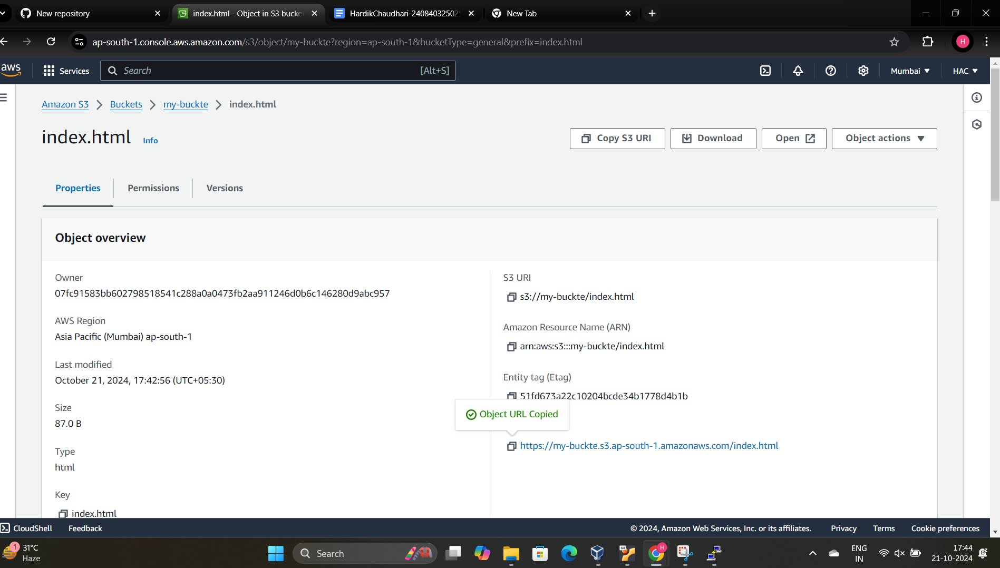 New repository
index.html - Object in S3 bucke
HardikChaudhari-240840325025
New Tab
ap-south-1.console.aws.amazon.com/s3/object/my-buckte?region=ap-south-1&bucketType=general&prefix=index.html
H
aws
Services
Search
[Alt+S]
Mumbai
HAC
Amazon S3
Buckets
my-buckte
index.html
index.html
Info
Copy S3 URI
Download
Open
Object actions
Properties
Permissions
Versions
Object overview
Owner
07fc91583bb602798518541c288a0a0473fb2aa911246d0b6c146280d9abc957
AWS Region
Asia Pacific (Mumbai) ap-south-1
Last modified
October 21, 2024, 17:42:56 (UTC+05:30)
Size
87.0 B
Type
html
Key
index.html
S3 URI
s3://my-buckte/index.html
Amazon Resource Name (ARN)
arn:aws:s3:::my-buckte/index.html
Entity tag (Etag)
51fd673a22c10204bcde34b1778d4b1b
Object URL Copied
https://my-buckte.s3.ap-south-1.amazonaws.com/index.html
CloudShell
Feedback
© 2024, Amazon Web Services, Inc. or its affiliates.
Privacy
Terms
Cookie preferences
1
31°C
Haze
Search
64
H
ENG
IN
17:44
21-10-2024